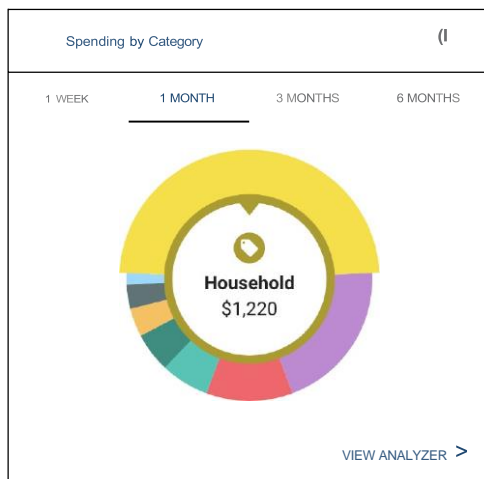 Spending by Category
(I
1 WEEK 1 MONTH 3 MONTHS 6 MONTHS
Household
$1,220
VIEW ANALYZER >